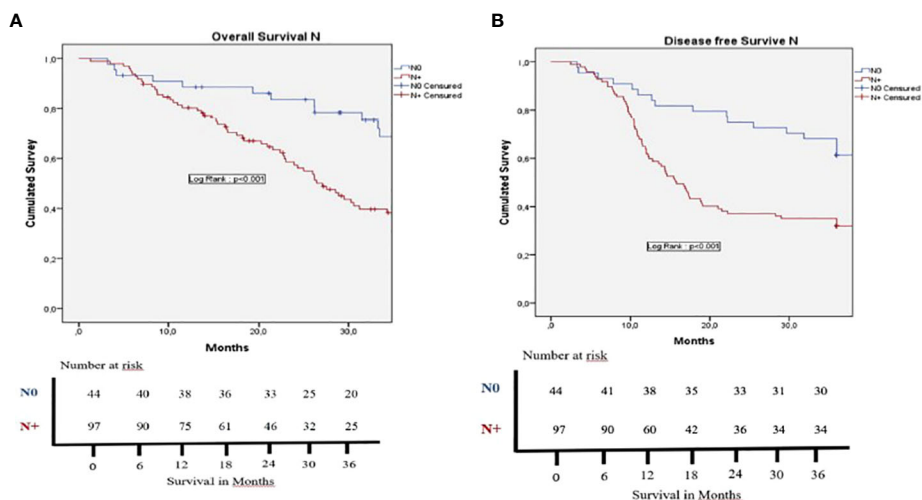 A
Overall Survival N
Cumulated Survey
1,0
0,8
0,6
0,4
0,2
0,0
N0
N+
N0 Censured
N+ Censured
Log Rank : p<0.001
,0 10,0 20,0 30,0
Months
Number at risk
N0 44 40 38 36 33 25 20
N+ 97 90 75 61 46 32 25
0 6 12 18 24 30 36
Survival in Months
B
Disease free Survive N
Cumulated Survey
1,0
0,8
0,6
0,4
0,2
0,0
N0
N+
N0 Censured
N+ Censured
Log Rank : p<0.001
,0 10,0 20,0 30,0
Months
Number at risk
N0 44 41 38 35 33 31 30
N+ 97 90 60 42 36 34 34
0 6 12 18 24 30 36
Survival in Months